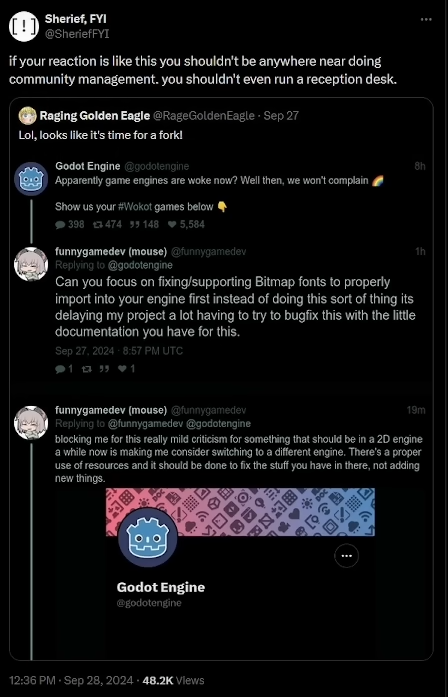 Sherief, FYI
@SheriefFYI
if your reaction is like this you shouldn't be anywhere near doing
community management. you shouldn't even run a reception desk.
Raging Golden Eagle @RageGoldenEagle · Sep 27
Lol, looks like it's time for a fork!
Godot Engine @godotengine 8h
Apparently game engines are woke now? Well then, we won't complain 🌈
Show us your #Wokot games below 👇
398 474 148 5,584
funnygamedev (mouse) @funnygamedev 1h
Replying to @godotengine
Can you focus on fixing/supporting Bitmap fonts to properly
import into your engine first instead of doing this sort of thing its
delaying my project a lot having to try to bugfix this with the little
documentation you have for this.
Sep 27, 2024 · 8:57 PM UTC
1 1
funnygamedev (mouse) @funnygamedev 19m
Replying to @funnygamedev @godotengine
blocking me for this really mild criticism for something that should be in a 2D engine
a while now is making me consider switching to a different engine. There's a proper
use of resources and it should be done to fix the stuff you have in there, not adding
new things.
Godot Engine
@godotengine
12:36 PM · Sep 28, 2024 · 48.2K Views